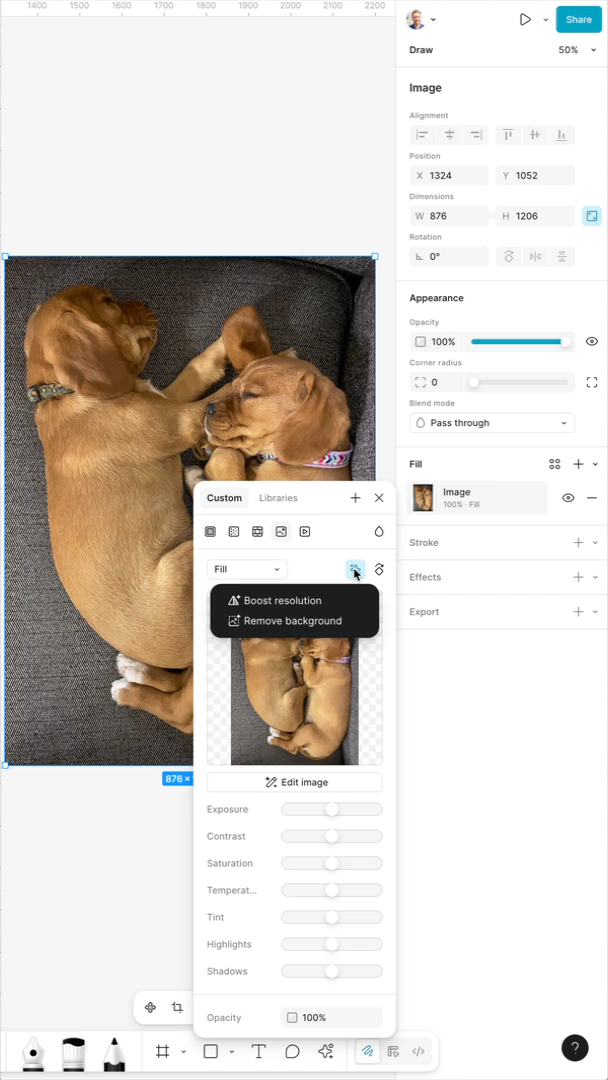 1400 1500 1600 1700 1800 1900 2000 2100 2200
Share
Draw
50%
Image
Alignment
Position
X 1324
Y 1052
Dimensions
W 876
H 1206
Rotation
0°
Appearance
Opacity
100%
Corner radius
0
Blend mode
Pass through
Fill
Image
100% · Fill
Stroke
Effects
Export
Custom
Libraries
Fill
Boost resolution
Remove background
876 ×
Edit image
Exposure
Contrast
Saturation
Temperat...
Tint
Highlights
Shadows
Opacity
100%
T
?